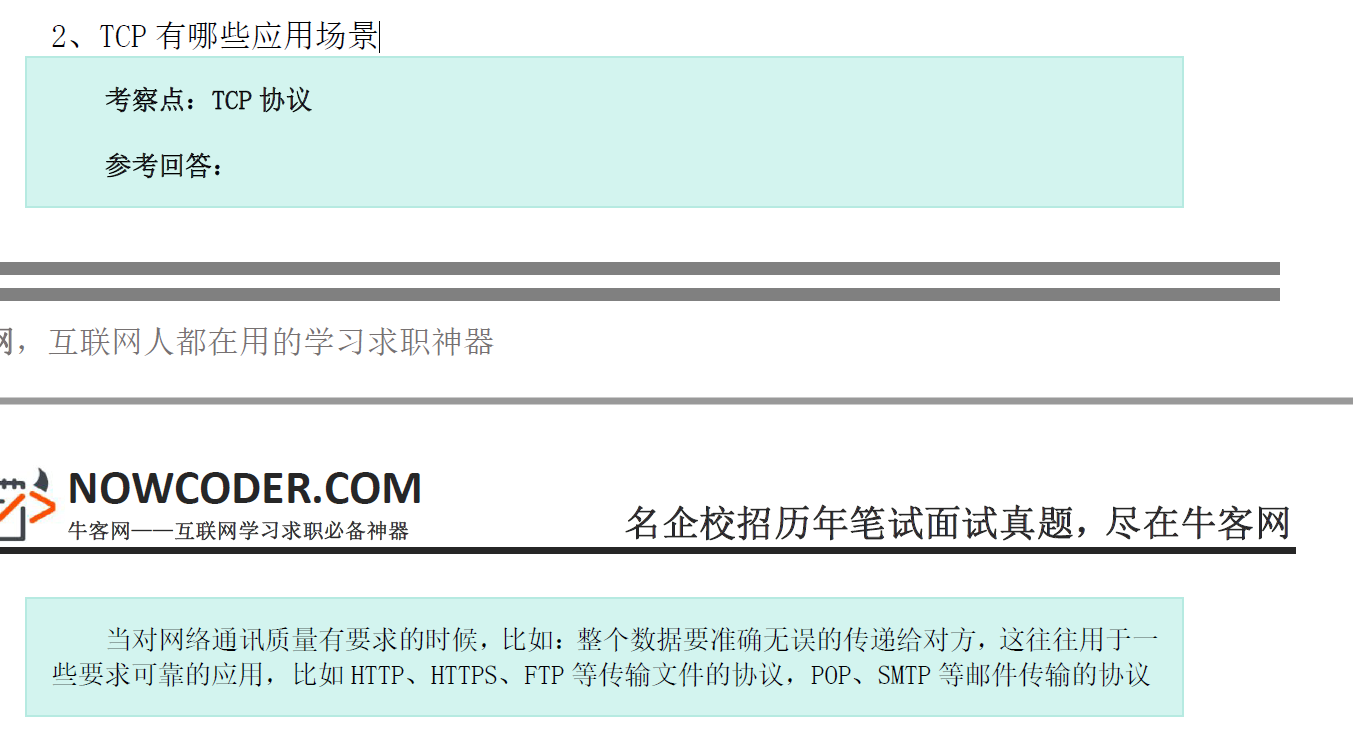 2、TCP 有哪些应用场景
考察点：TCP 协议
参考回答：
网，互联网人都在用的学习求职神器
NOWCODER.COM
牛客网——互联网学习求职必备神器
名企校招历年笔试面试真题，尽在牛客网
当对网络通讯质量有要求的时候，比如：整个数据要准确无误的传递给对方，这往往用于一
些要求可靠的应用，比如 HTTP、HTTPS、FTP 等传输文件的协议，POP、SMTP 等邮件传输的协议